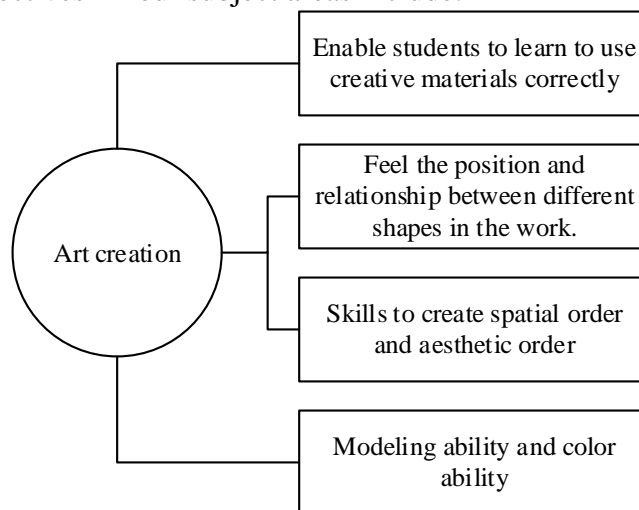 Enable students to learn to use
creative materials correctly
Feel the position and
relationship between different
shapes in the work.
Art creation
Skills to create spatial order
and aesthetic order
Modeling ability and color
ability